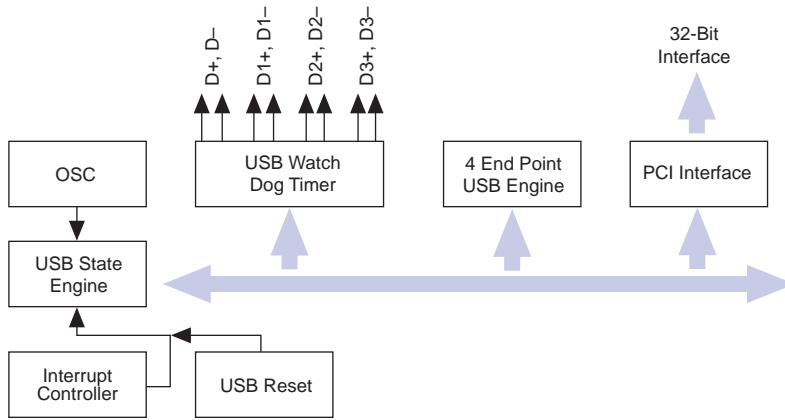 D+, D–
D1+, D1–
D2+, D2–
D3+, D3–
32-Bit
Interface
OSC
USB Watch
Dog Timer
4 End Point
USB Engine
PCI Interface
USB State
Engine
Interrupt
Controller
USB Reset